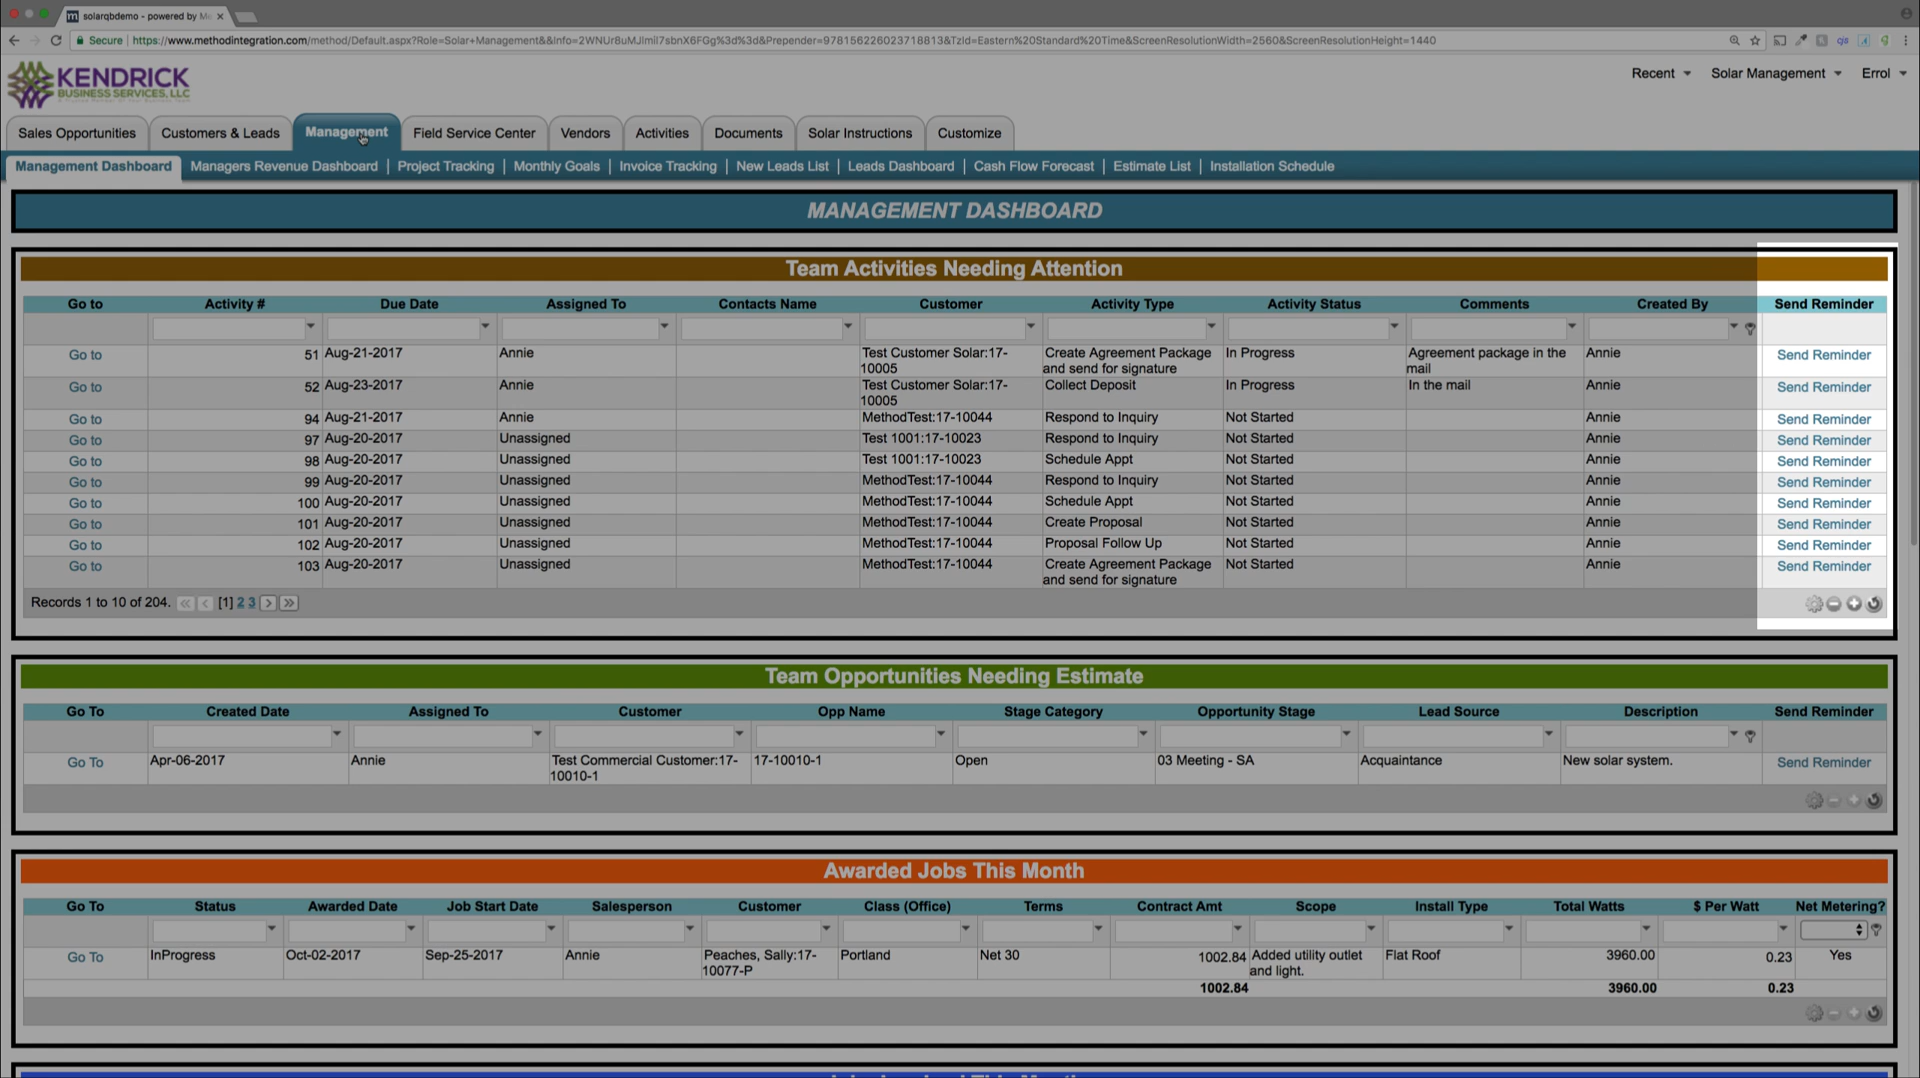 solarqbdemo - powered by Me
Secure | https://www.methodintegration.com/method/Default.aspx?Role=Solar+Management&&Info=2WNUr8uMJlmil7sbnX6FGg%3d%3d&Prepender=978156226023718813&TzId=Eastern%20Standard%20Time&ScreenResolutionWidth=2560&ScreenResolutionHeight=1440
KENDRICK
BUSINESS SERVICES, LLC
Recent Solar Management Errol
Sales Opportunities Customers & Leads Management Field Service Center Vendors Activities Documents Solar Instructions Customize
Management Dashboard Managers Revenue Dashboard | Project Tracking | Monthly Goals | Invoice Tracking | New Leads List | Leads Dashboard | Cash Flow Forecast | Estimate List | Installation Schedule
MANAGEMENT DASHBOARD
Team Activities Needing Attention
Go to Activity # Due Date Assigned To Contacts Name Customer Activity Type Activity Status Comments Created By Send Reminder
Go to 51 Aug-21-2017 Annie Test Customer Solar:17- Create Agreement Package In Progress Agreement package in the Annie Send Reminder
10005 and send for signature mail
Go to 52 Aug-23-2017 Annie Test Customer Solar:17- Collect Deposit In Progress In the mail Annie Send Reminder
10005
Go to 94 Aug-21-2017 Annie MethodTest:17-10044 Respond to Inquiry Not Started Annie Send Reminder
Go to 97 Aug-20-2017 Unassigned Test 1001:17-10023 Respond to Inquiry Not Started Annie Send Reminder
Go to 98 Aug-20-2017 Unassigned Test 1001:17-10023 Schedule Appt Not Started Annie Send Reminder
Go to 99 Aug-20-2017 Unassigned MethodTest:17-10044 Respond to Inquiry Not Started Annie Send Reminder
Go to 100 Aug-20-2017 Unassigned MethodTest:17-10044 Schedule Appt Not Started Annie Send Reminder
Go to 101 Aug-20-2017 Unassigned MethodTest:17-10044 Create Proposal Not Started Annie Send Reminder
Go to 102 Aug-20-2017 Unassigned MethodTest:17-10044 Proposal Follow Up Not Started Annie Send Reminder
Go to 103 Aug-20-2017 Unassigned MethodTest:17-10044 Create Agreement Package Not Started Annie Send Reminder
and send for signature
Records 1 to 10 of 204. « ‹ [1] 2 3 › »
Team Opportunities Needing Estimate
Go To Created Date Assigned To Customer Opp Name Stage Category Opportunity Stage Lead Source Description Send Reminder
Go To Apr-06-2017 Annie Test Commercial Customer:17- 17-10010-1 Open 03 Meeting - SA Acquaintance New solar system. Send Reminder
10010-1
Awarded Jobs This Month
Go To Status Awarded Date Job Start Date Salesperson Customer Class (Office) Terms Contract Amt Scope Install Type Total Watts $ Per Watt Net Metering?
Go To InProgress Oct-02-2017 Sep-25-2017 Annie Peaches, Sally:17- Portland Net 30 1002.84 Added utility outlet Flat Roof 3960.00 0.23 Yes
10077-P and light.
1002.84 3960.00 0.23